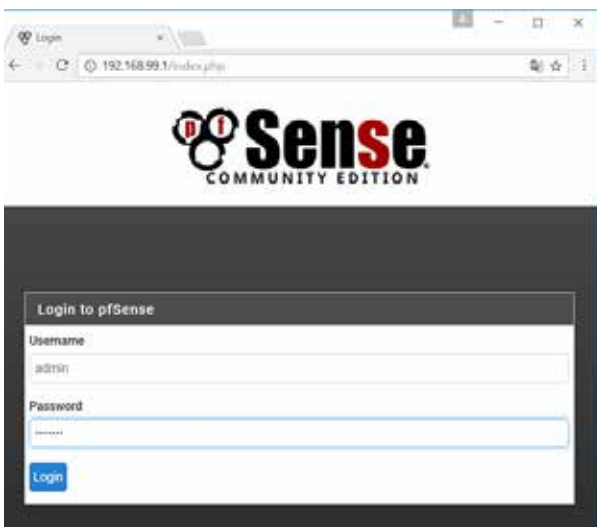 Login
192.168.99.1/index.php
pf Sense
COMMUNITY EDITION
Login to pfSense
Username
admin
Password
Login